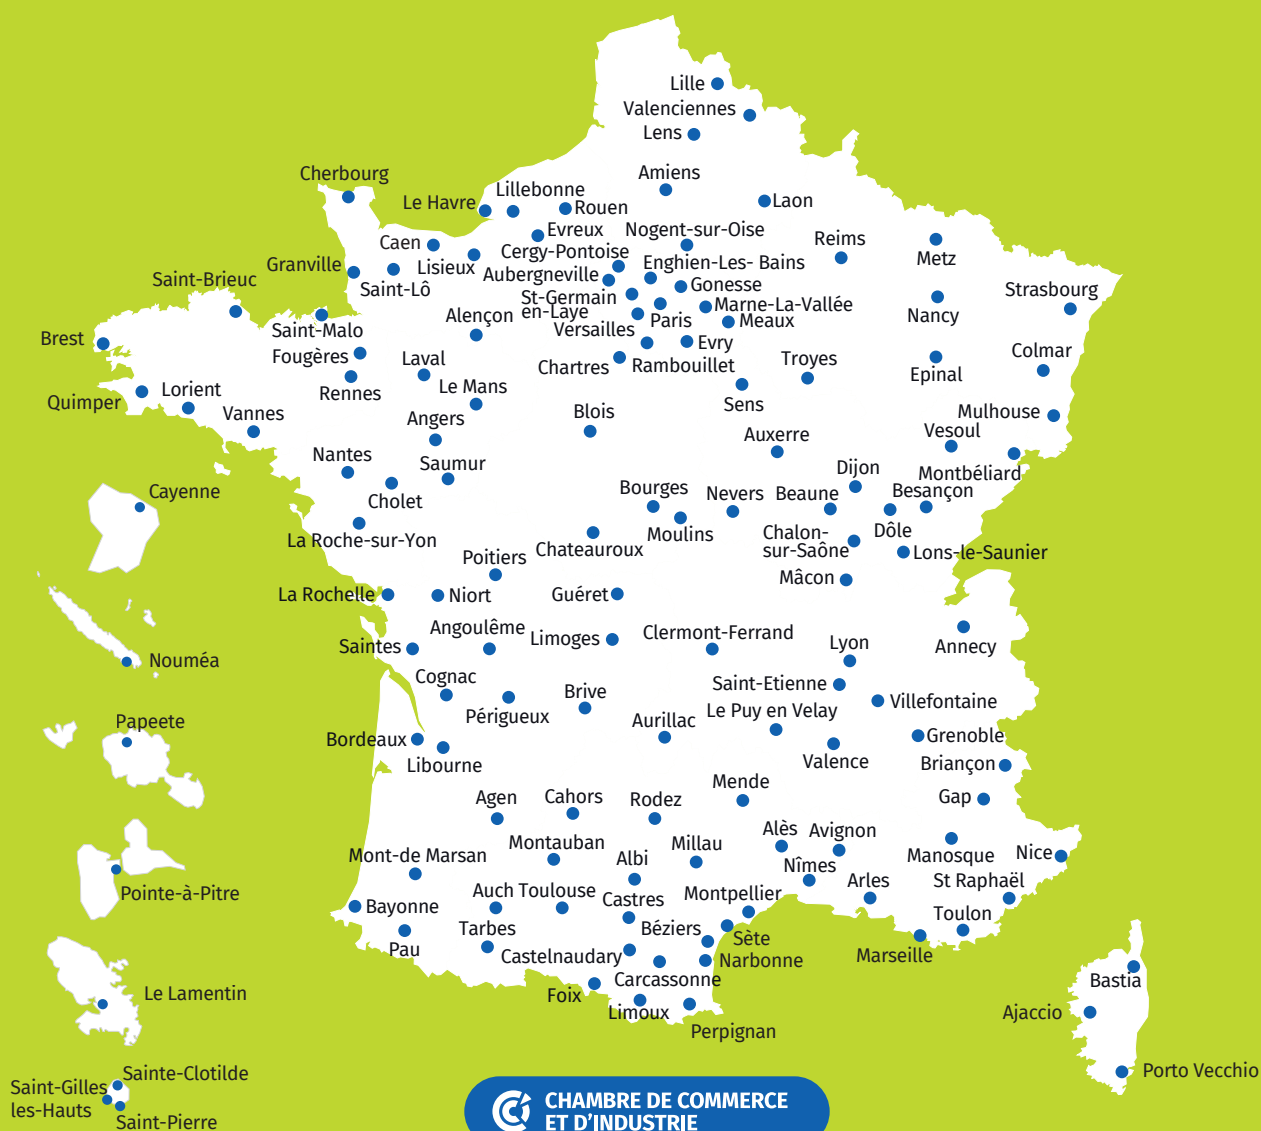 Lille
Valenciennes
Lens
Amiens
Cherbourg
Lillebonne
Le Havre
Laon
Rouen
Evreux
Nogent-sur-Oise
Reims
Caen
Cergy-Pontoise
Metz
Enghien-Les- Bains
Granville
Lisieux
Aubergneville
Saint-Brieuc
Saint-Lô
Gonesse
Strasbourg
St-Germain
en-Laye
Marne-La-Vallée
Alençon
Nancy
Paris
Meaux
Saint-Malo
Versailles
Brest
Evry
Fougères
Laval
Colmar
Chartres
Rambouillet
Troyes
Epinal
Rennes
Le Mans
Lorient
Quimper
Sens
Vannes
Angers
Blois
Mulhouse
Auxerre
Vesoul
Nantes
Saumur
Dijon
Montbéliard
Cayenne
Cholet
Bourges
Nevers
Beaune
Besançon
La Roche-sur-Yon
Moulins
Chalon-
sur-Saône
Dôle
Chateauroux
Lons-le-Saunier
Poitiers
Mâcon
La Rochelle
Niort
Guéret
Angoulême
Limoges
Clermont-Ferrand
Saintes
Lyon
Annecy
Nouméa
Cognac
Saint-Etienne
Brive
Villefontaine
Périgueux
Le Puy en Velay
Papeete
Aurillac
Bordeaux
Grenoble
Libourne
Valence
Briançon
Mende
Agen
Cahors
Rodez
Gap
Alès
Avignon
Montauban
Millau
Mont-de Marsan
Albi
Manosque
Nice
Nîmes
Arles
St Raphaël
Pointe-à-Pitre
Auch
Toulouse
Castres
Montpellier
Bayonne
Toulon
Tarbes
Béziers
Sète
Pau
Castelnaudary
Narbonne
Marseille
Carcassonne
Bastia
Le Lamentin
Foix
Limoux
Ajaccio
Perpignan
Sainte-Clotilde
Porto Vecchio
Saint-Gilles
les-Hauts
Saint-Pierre
CHAMBRE DE COMMERCE
ET D'INDUSTRIE